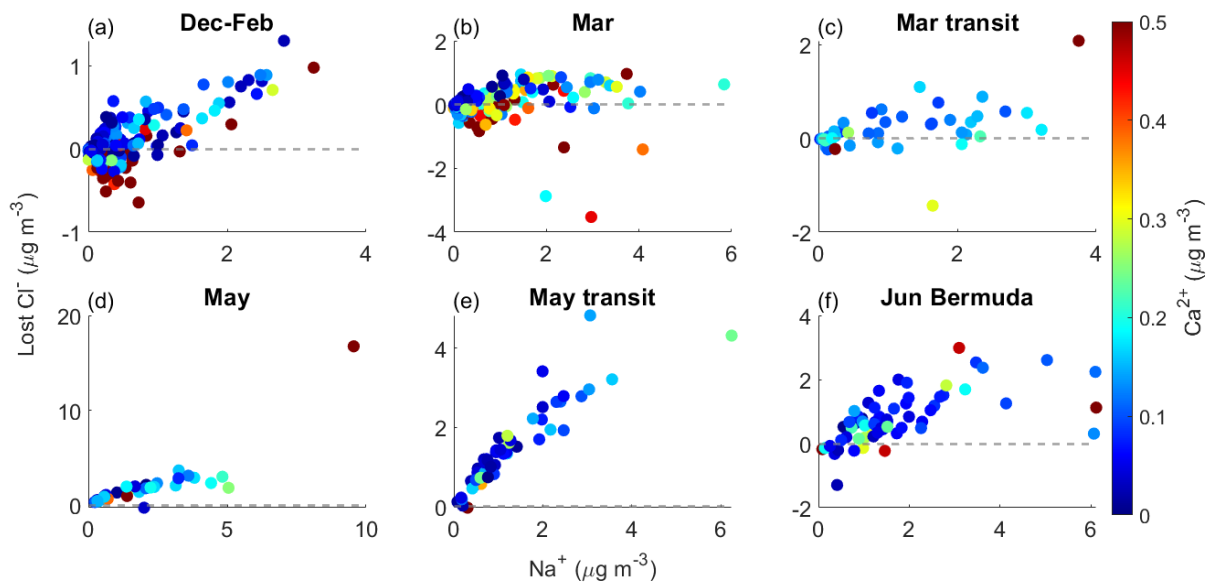 (a) Dec-Feb
(b) Mar
(c) Mar transit
1
0
-1
0 2 4
2
0
-2
-4
0 2 4 6
2
0
-2
0 2 4
(d) May
(e) May transit
(f) Jun Bermuda
20
10
0
0 5 10
4
2
0
0 2 4 6
4
2
0
-2
0 2 4 6
Lost Cl⁻ (μg m⁻³)
Na⁺ (μg m⁻³)
0.5
0.4
0.3
0.2
0.1
0
Ca²⁺ (μg m⁻³)